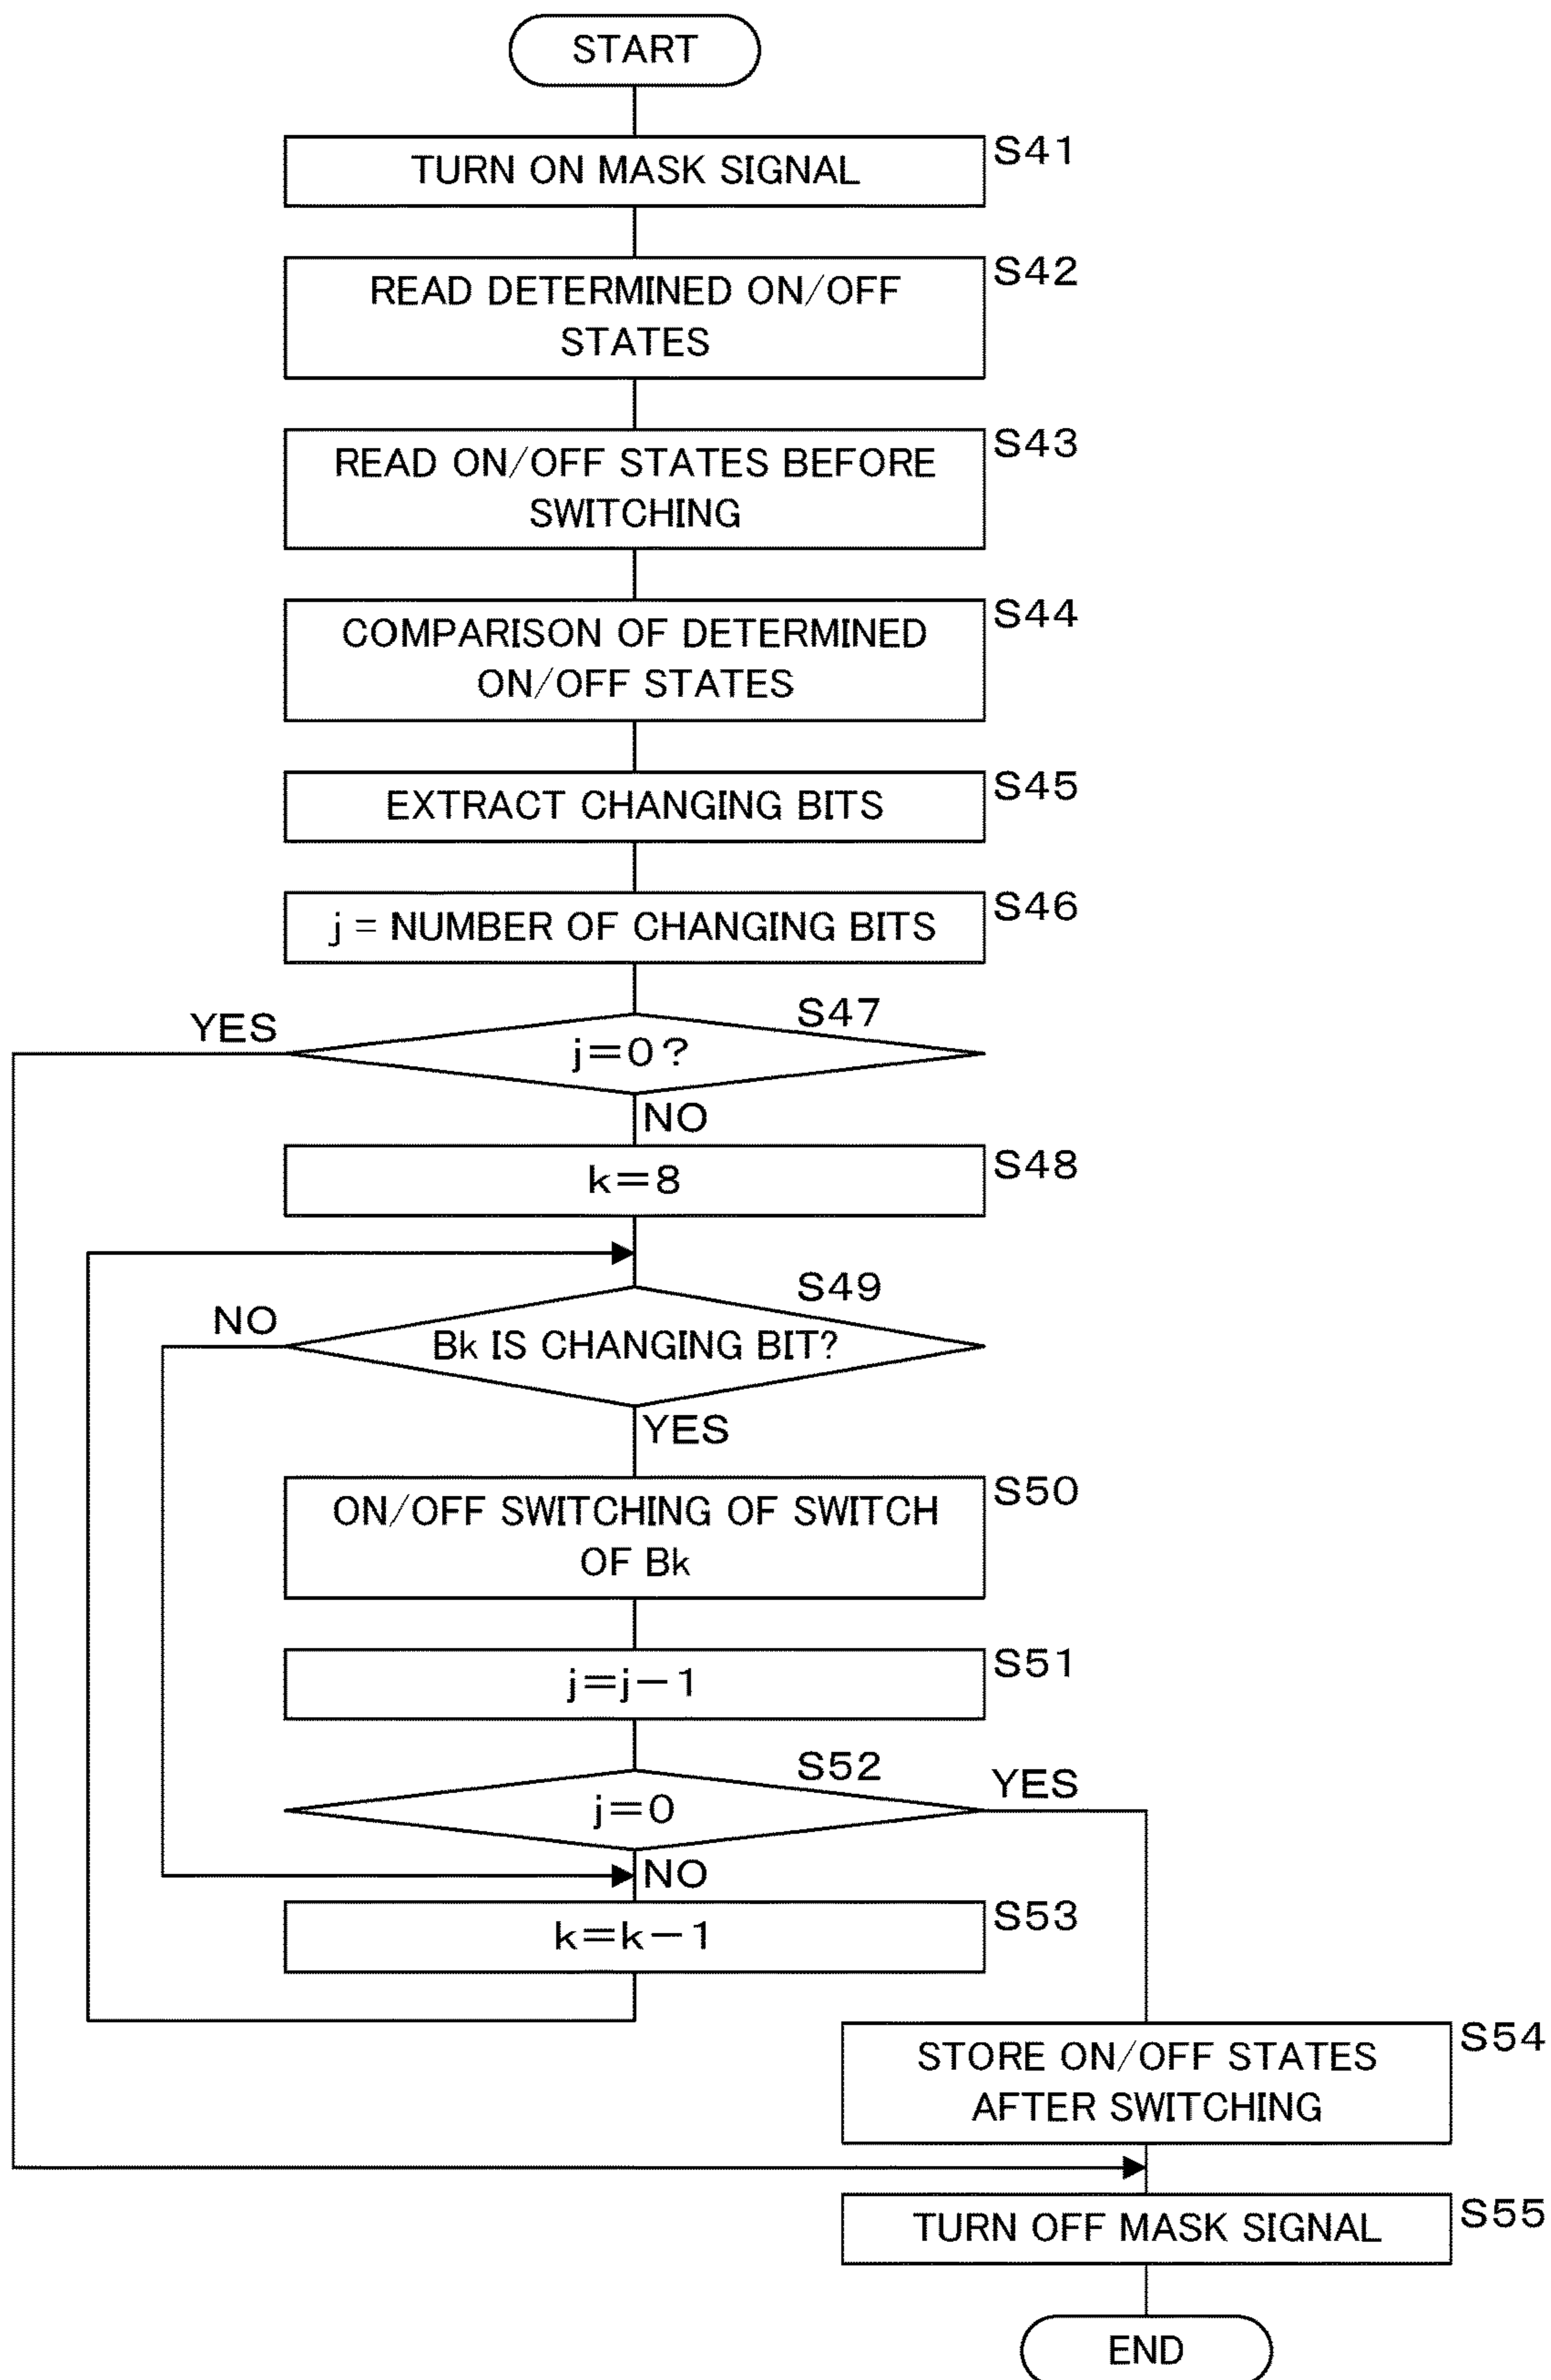 START
S41
TURN ON MASK SIGNAL
S42
READ DETERMINED ON/OFF
STATES
S43
READ ON/OFF STATES BEFORE
SWITCHING
S44
COMPARISON OF DETERMINED
ON/OFF STATES
S45
EXTRACT CHANGING BITS
S46
j = NUMBER OF CHANGING BITS
S47
YES
j=0?
NO
S48
k=8
S49
NO
Bk IS CHANGING BIT?
YES
S50
ON/OFF SWITCHING OF SWITCH
OF Bk
S51
j=j-1
S52
YES
j=0
NO
S53
k=k-1
S54
STORE ON/OFF STATES
AFTER SWITCHING
S55
TURN OFF MASK SIGNAL
END